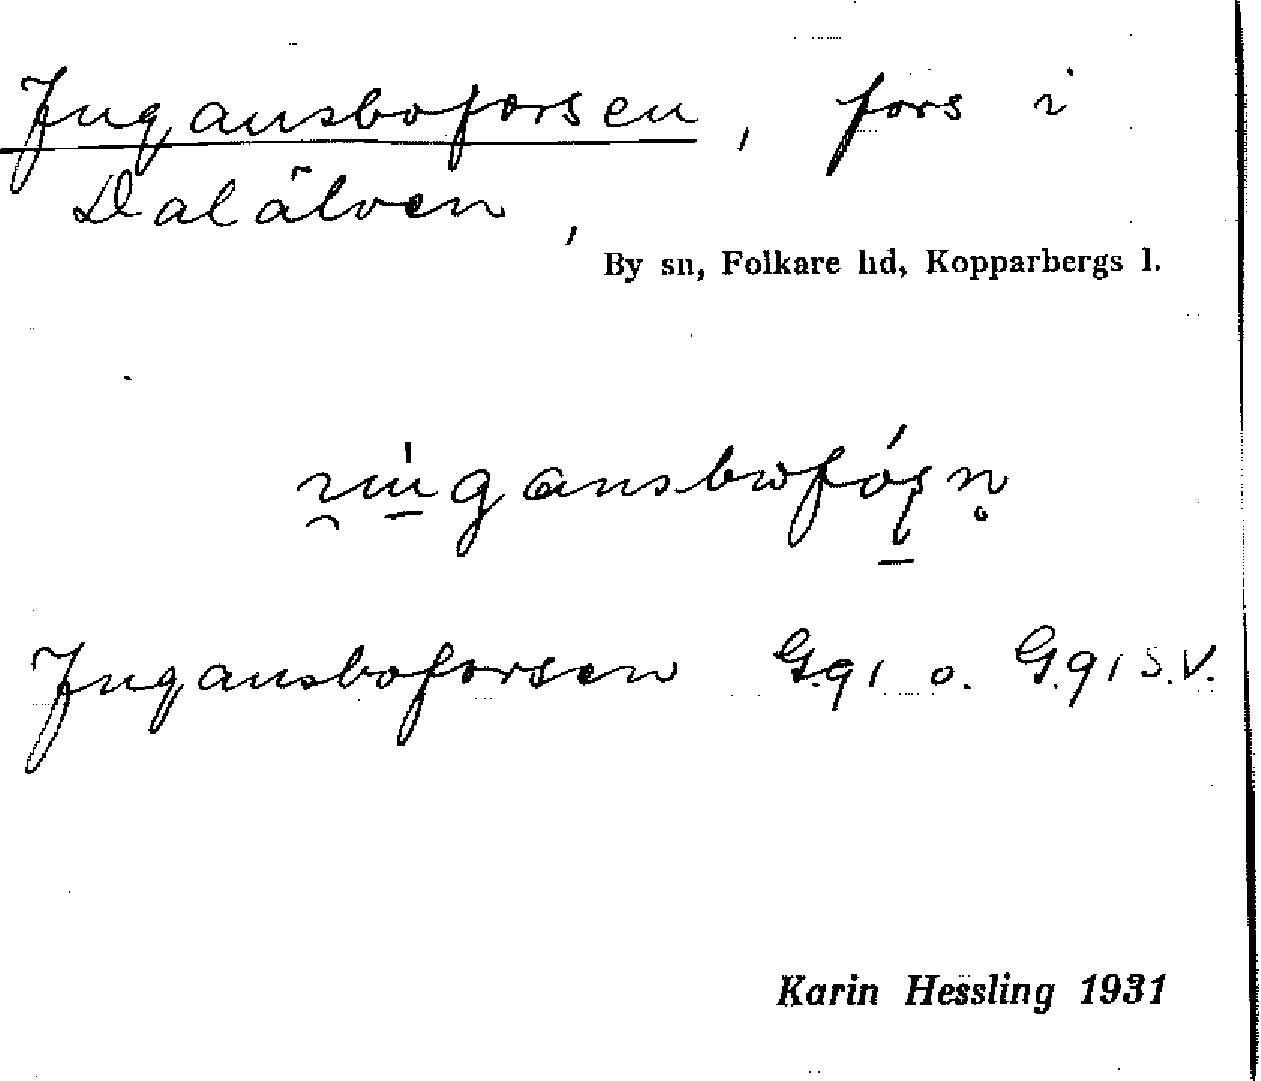 Jugansboforsen, fors i
Dalälven,
By sn, Folkare hd, Kopparbergs l.
Jugansboforsen G.91 o. G.91 S.V.
Karin Hessling 1931